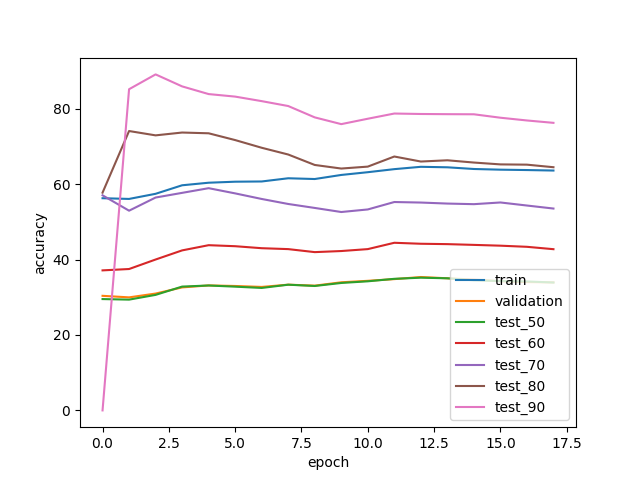 accuracy
80
60
40
20
0
0.0 2.5 5.0 7.5 10.0 12.5 15.0 17.5
epoch
train
validation
test_50
test_60
test_70
test_80
test_90